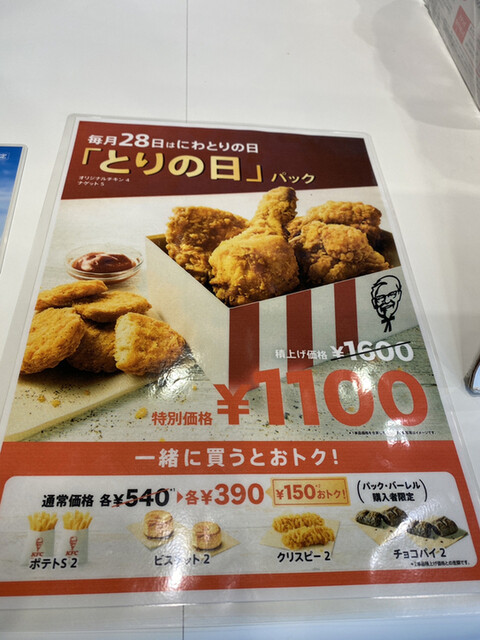 毎月28日はにわとりの日
「とりの日」パック
オリジナルチキン 4
ナゲット 5
積上げ価格 ¥1600
特別価格 ¥1100
一緒に買うとおトク!
通常価格 各¥540 ▶ 各¥390 ¥150おトク! (パック・バーレル購入者限定)
KFC KFC
ポテトS 2 ビスケット 2 クリスピー 2 チョコパイ 2